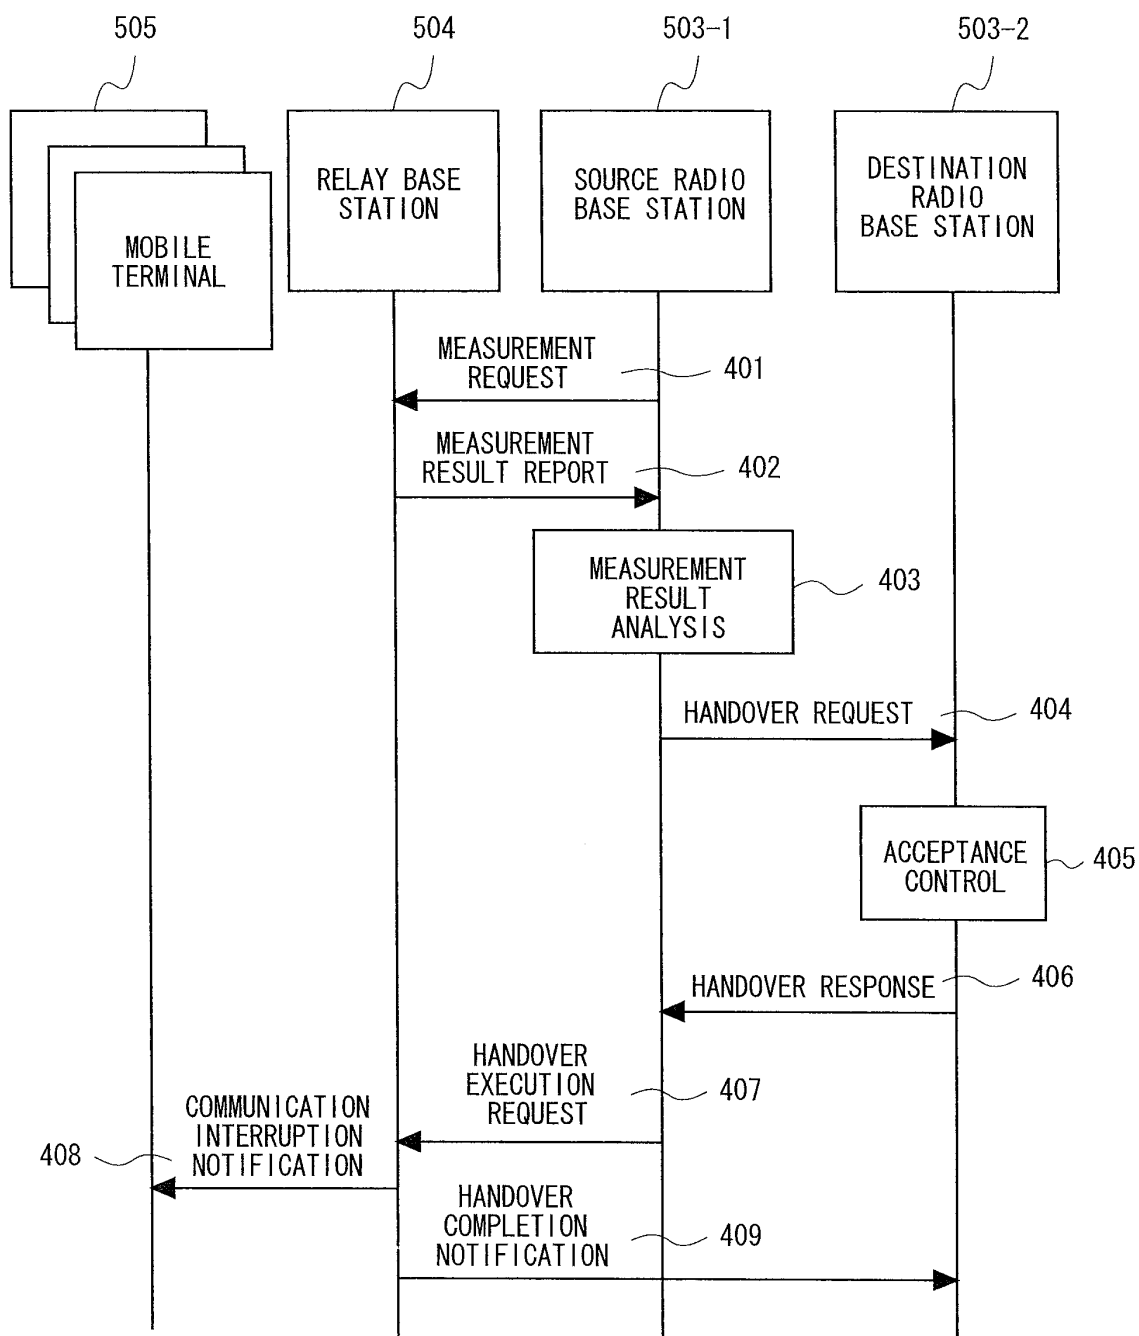 505
504
503-1
503-2
MOBILE
TERMINAL
RELAY BASE
STATION
SOURCE RADIO
BASE STATION
DESTINATION
RADIO
BASE STATION
MEASUREMENT
REQUEST
401
MEASUREMENT
RESULT REPORT
402
MEASUREMENT
RESULT
ANALYSIS
403
HANDOVER REQUEST
404
ACCEPTANCE
CONTROL
405
HANDOVER RESPONSE
406
HANDOVER
EXECUTION
REQUEST
407
COMMUNICATION
INTERRUPTION
NOTIFICATION
408
HANDOVER
COMPLETION
NOTIFICATION
409